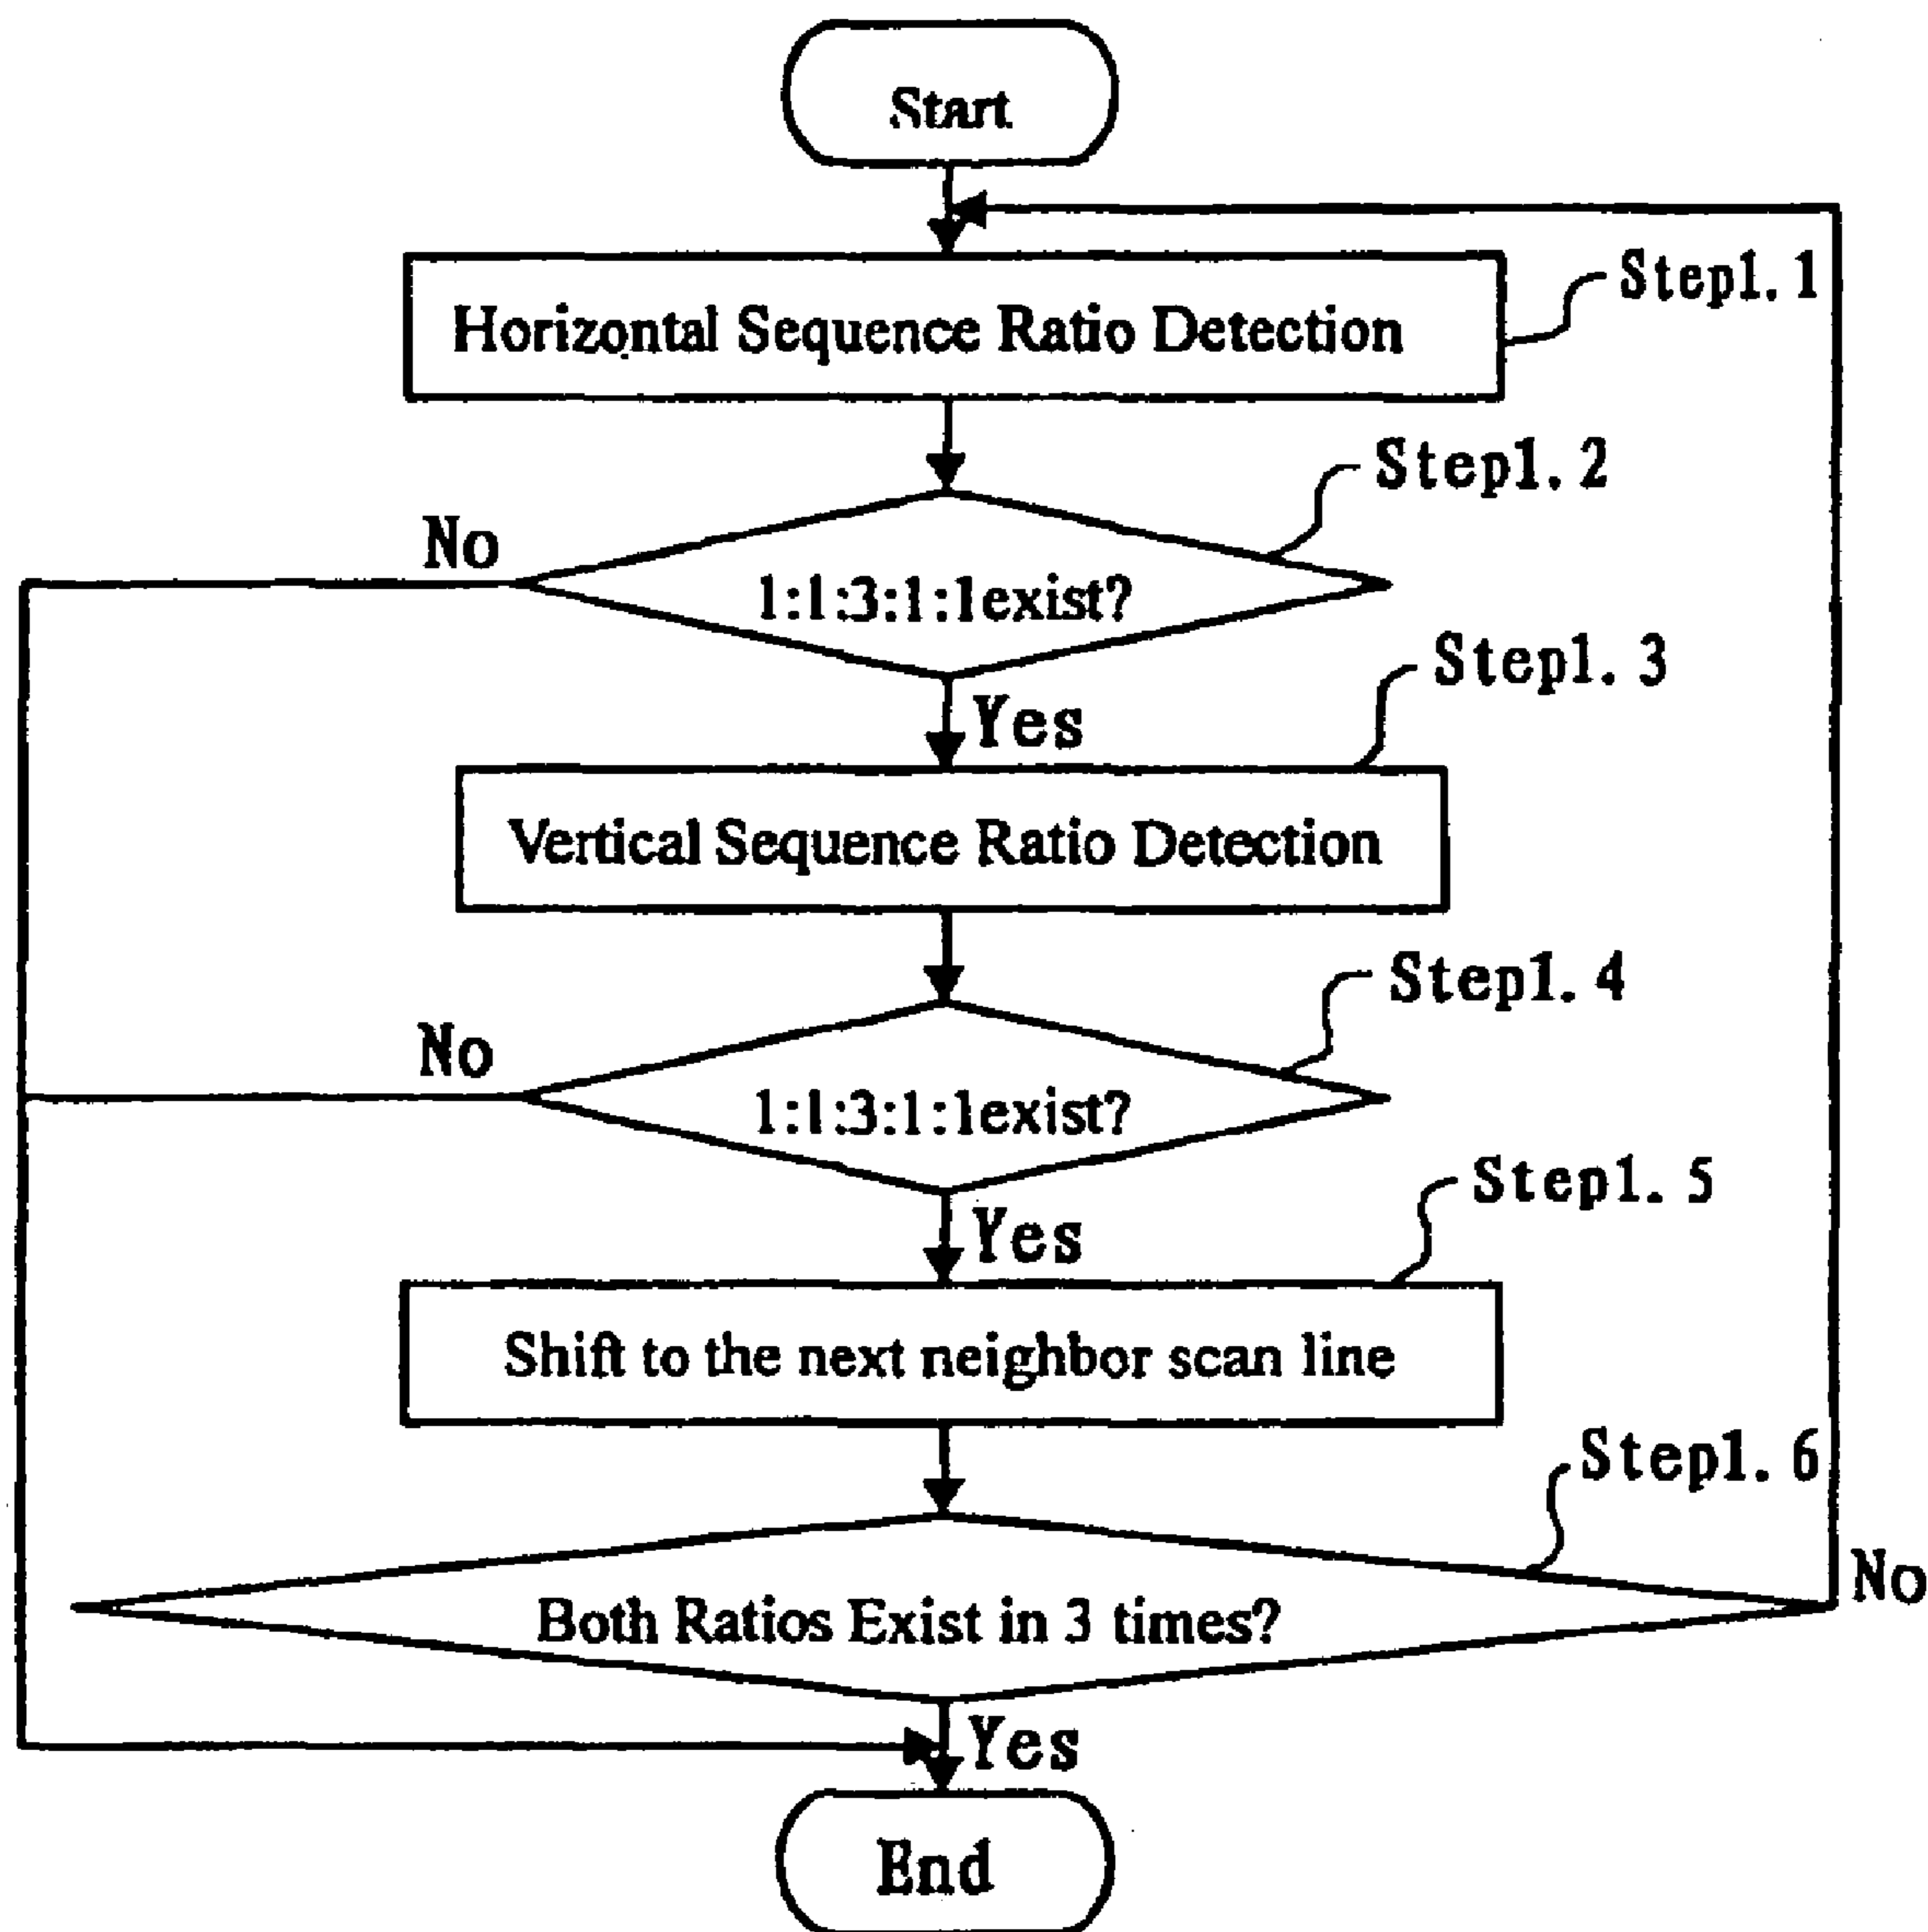 Start
Horizontal Sequence Ratio Detection
Step1. 1
Step1. 2
No
1:1:3:1:1exist?
Step1. 3
Yes
Vertical Sequence Ratio Detection
Step1. 4
No
1:1:3:1:1exist?
Step1. 5
Yes
Shift to the next neighbor scan line
Step1. 6
No
Both Ratios Exist in 3 times?
Yes
End